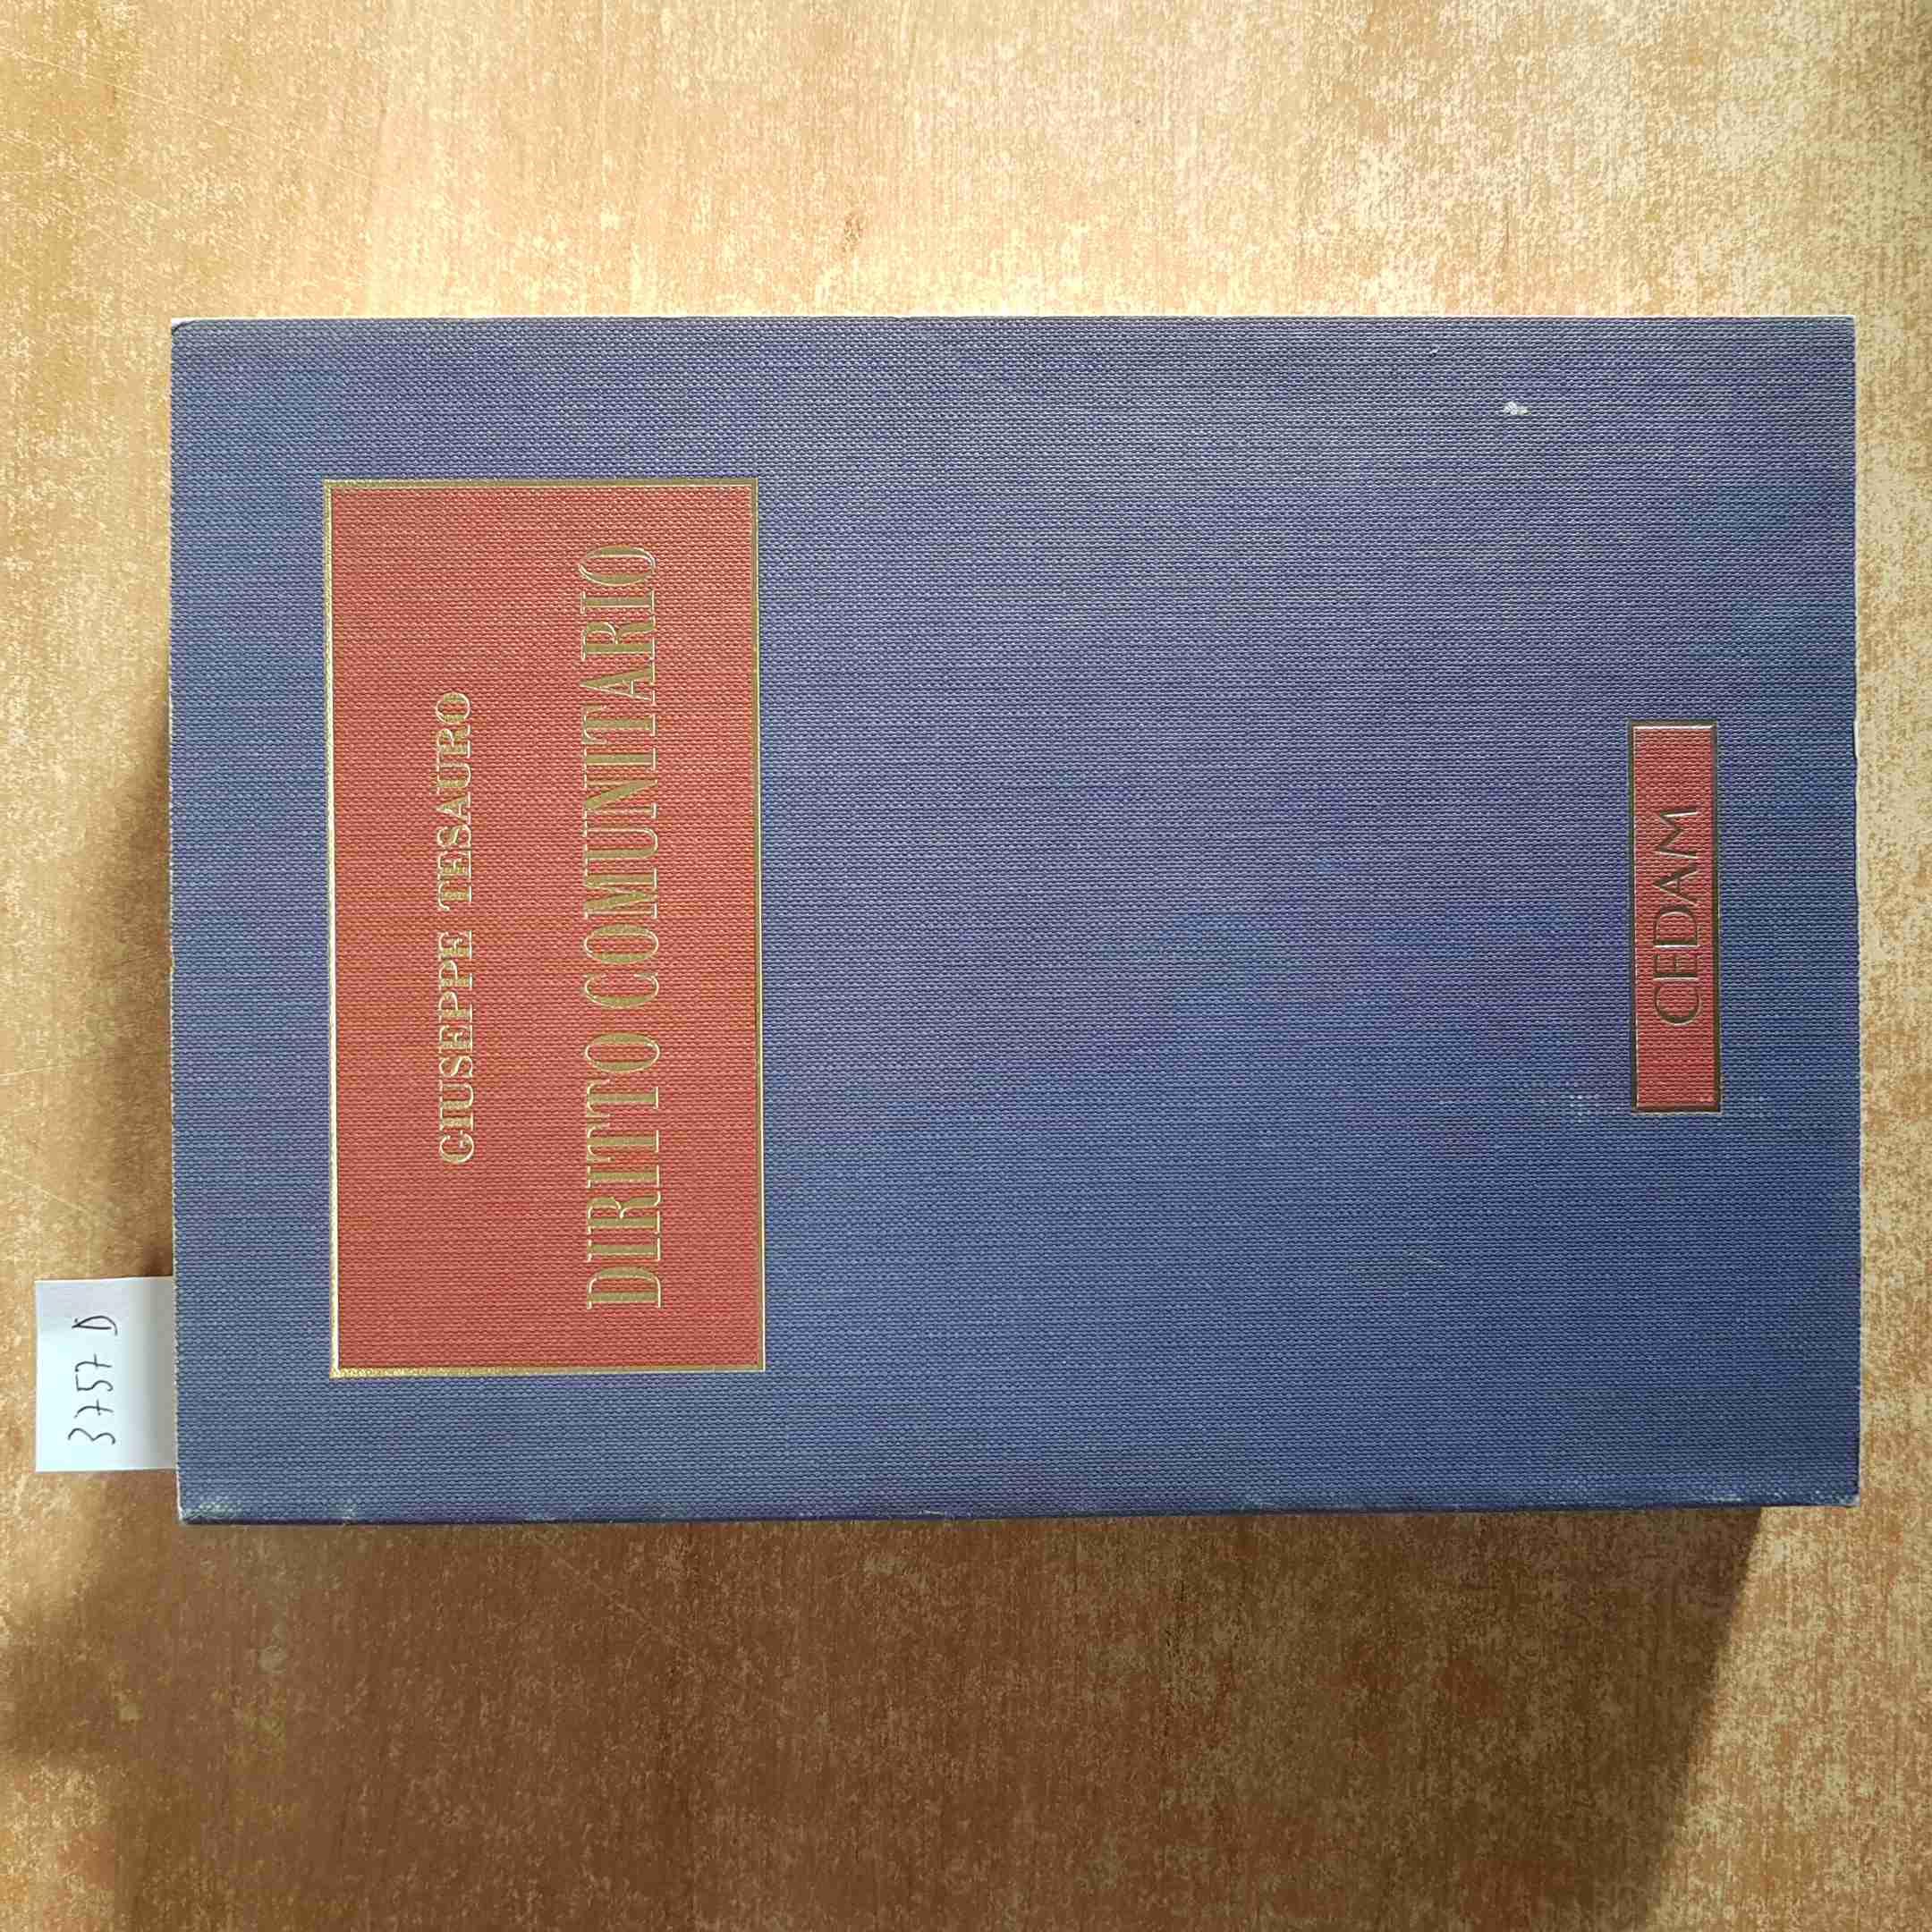 3757 D
GIUSEPPE TESAURO
DIRITTO COMUNITARIO
CEDAM